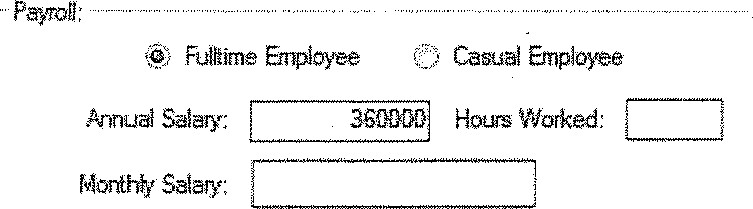 Payroll:
Fulltime Employee Casual Employee
Annual Salary: 360000 Hours Worked:
Monthly Salary: